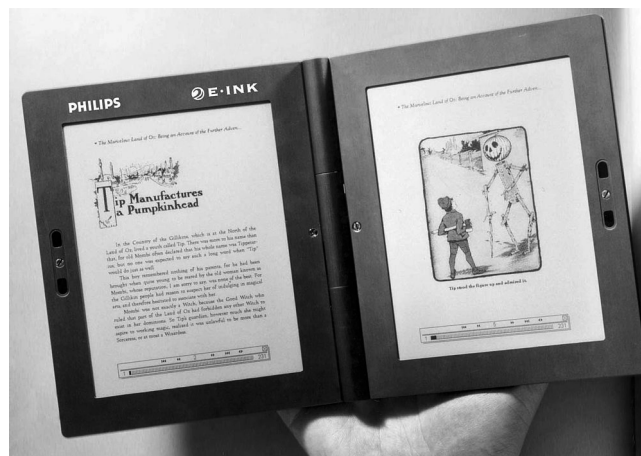 PHILIPS
E·INK
• The Marvelous Land of Oz; Being an Account of the Further Adven...
Tip Manufactures
a Pumpkinhead
In the Country of the Gillikins, which is at the North of the
Land of Oz, lived a youth called Tip. There was more to his name than
that, for old Mombi often declared that his whole name was Tippetar-
ius; but no one was expected to say such a long word when "Tip"
would do just as well.
This boy remembered nothing of his parents, for he had been
brought when quite young to be reared by the old woman known as
Mombi, whose reputation, I am sorry to say, was none of the best. For
the Gillikin people had reason to suspect her of indulging in magical
arts, and therefore hesitated to associate with her.
Mombi was not exactly a Witch, because the Good Witch who
ruled that part of the Land of Oz had forbidden any other Witch to
exist in her dominions. So Tip's guardian, however much she might
aspire to working magic, realized it was unlawful to be more than a
Sorceress, or at most a Wizardess.
• The Marvelous Land of Oz; Being an Account of the Further Adven...
Tip stood the figure up and admired it.